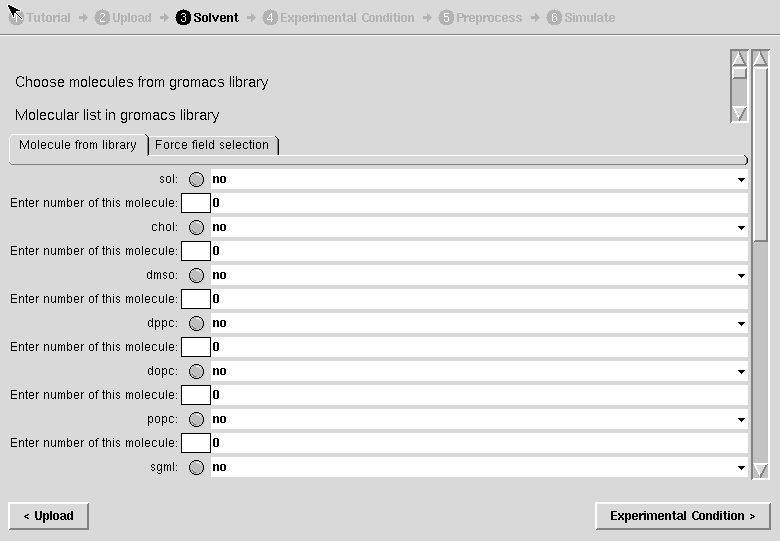 1 Tutorial → 2 Upload → 3 Solvent → 4 Experimental Condition → 5 Preprocess → 6 Simulate
Choose molecules from gromacs library
Molecular list in gromacs library
Molecule from library Force field selection
sol: no
Enter number of this molecule: 0
chol: no
Enter number of this molecule: 0
dmso: no
Enter number of this molecule: 0
dppc: no
Enter number of this molecule: 0
dopc: no
Enter number of this molecule: 0
popc: no
Enter number of this molecule: 0
sgml: no
< Upload Experimental Condition >